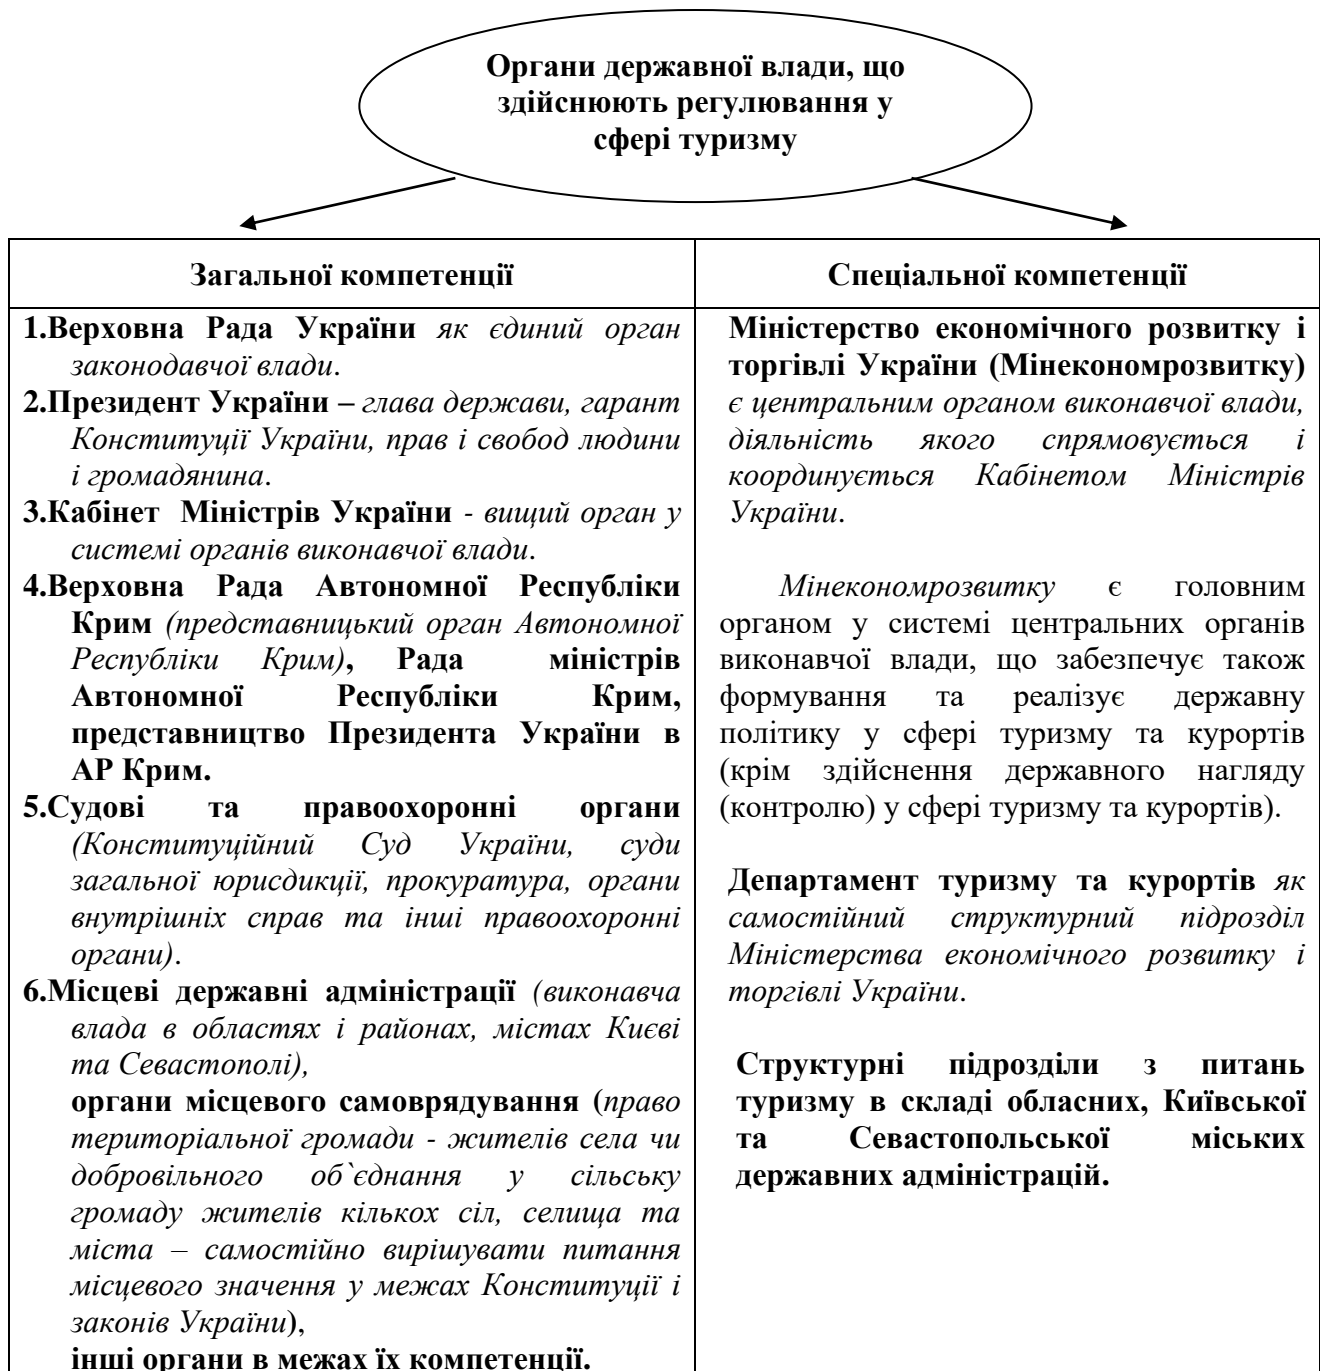 Органи державної влади, що
здійснюють регулювання у
сфері туризму
Загальної компетенції
1.Верховна Рада України як єдиний орган
законодавчої влади.
2.Президент України – глава держави, гарант
Конституції України, прав і свобод людини
і громадянина.
3.Кабінет Міністрів України - вищий орган у
системі органів виконавчої влади.
4.Верховна Рада Автономної Республіки
Крим (представницький орган Автономної
Республіки Крим), Рада міністрів
Автономної Республіки Крим,
представництво Президента України в
АР Крим.
5.Судові та правоохоронні органи
(Конституційний Суд України, суди
загальної юрисдикції, прокуратура, органи
внутрішніх справ та інші правоохоронні
органи).
6.Місцеві державні адміністрації (виконавча
влада в областях і районах, містах Києві
та Севастополі),
органи місцевого самоврядування (право
територіальної громади - жителів села чи
добровільного об`єднання у сільську
громаду жителів кількох сіл, селища та
міста – самостійно вирішувати питання
місцевого значення у межах Конституції і
законів України),
інші органи в межах їх компетенції.
Спеціальної компетенції
Міністерство економічного розвитку і
торгівлі України (Мінекономрозвитку)
є центральним органом виконавчої влади,
діяльність якого спрямовується і
координується Кабінетом Міністрів
України.
Мінекономрозвитку є головним
органом у системі центральних органів
виконавчої влади, що забезпечує також
формування та реалізує державну
політику у сфері туризму та курортів
(крім здійснення державного нагляду
(контролю) у сфері туризму та курортів).
Департамент туризму та курортів як
самостійний структурний підрозділ
Міністерства економічного розвитку і
торгівлі України.
Структурні підрозділи з питань
туризму в складі обласних, Київської
та Севастопольської міських
державних адміністрацій.